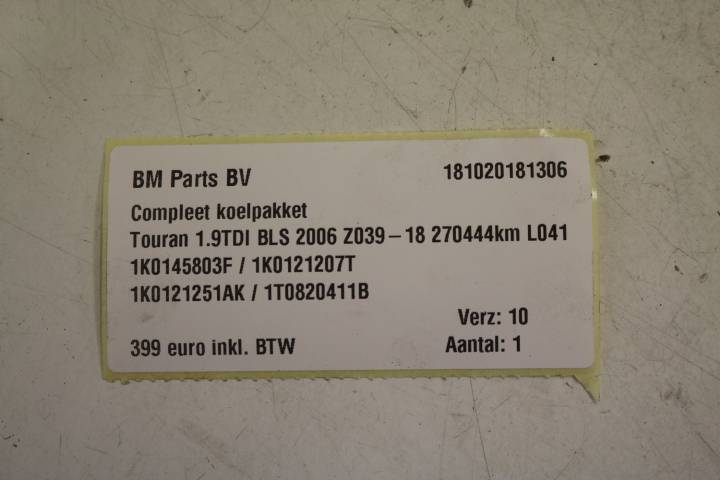 BM Parts BV 181020181306
Compleet koelpakket
Touran 1.9TDI BLS 2006 Z039-18 270444km L041
1K0145803F / 1K0121207T
1K0121251AK / 1T0820411B
Verz: 10
399 euro inkl. BTW Aantal: 1